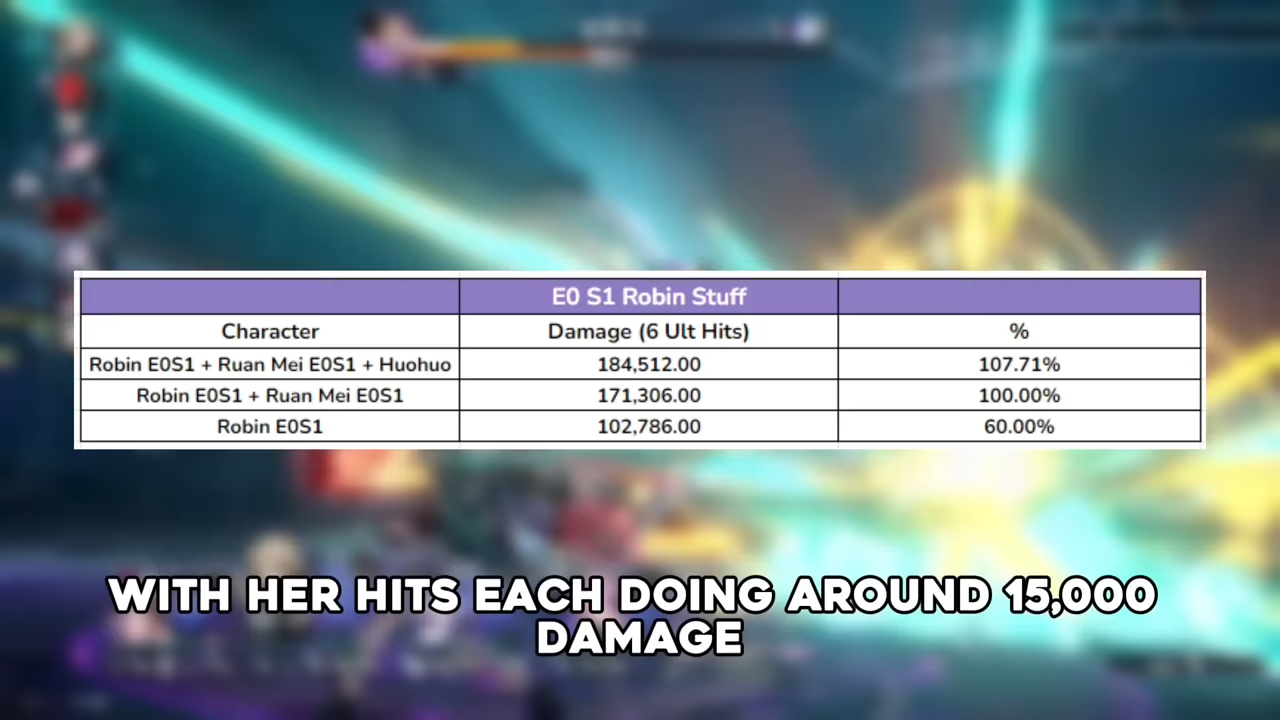 E0 S1 Robin Stuff
Character Damage (6 Ult Hits) %
Robin E0S1 + Ruan Mei E0S1 + Huohuo 184,512.00 107.71%
Robin E0S1 + Ruan Mei E0S1 171,306.00 100.00%
Robin E0S1 102,786.00 60.00%
WITH HER HITS EACH DOING AROUND 15,000
DAMAGE